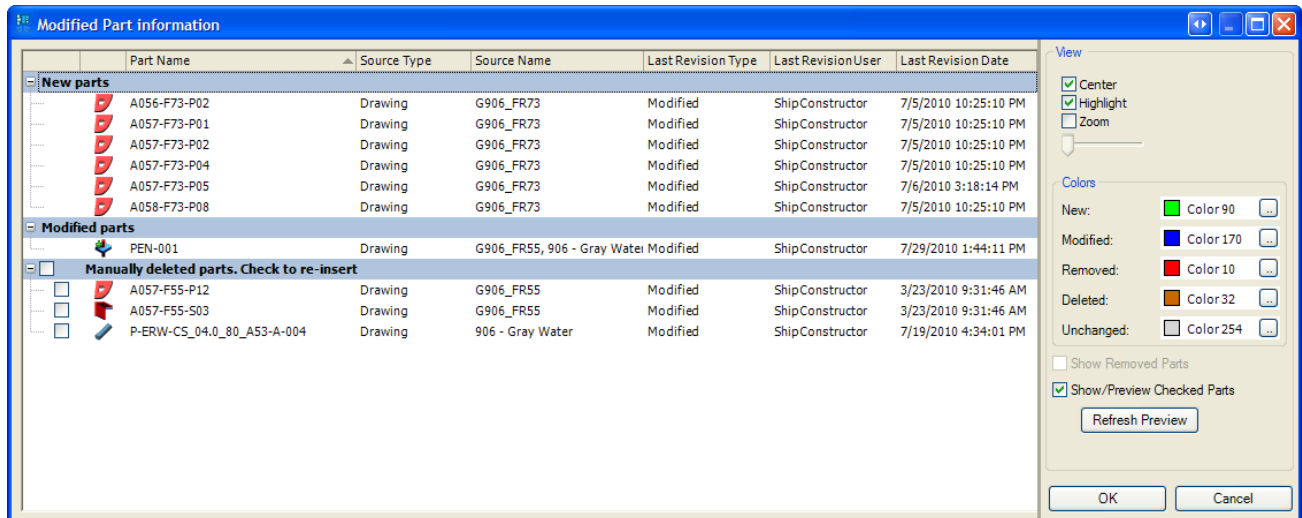 Modified Part information
Part Name Source Type Source Name Last Revision Type Last Revision User Last Revision Date
New parts
A056-F73-P02 Drawing G906_FR73 Modified ShipConstructor 7/5/2010 10:25:10 PM
A057-F73-P01 Drawing G906_FR73 Modified ShipConstructor 7/5/2010 10:25:10 PM
A057-F73-P02 Drawing G906_FR73 Modified ShipConstructor 7/5/2010 10:25:10 PM
A057-F73-P04 Drawing G906_FR73 Modified ShipConstructor 7/5/2010 10:25:10 PM
A057-F73-P05 Drawing G906_FR73 Modified ShipConstructor 7/6/2010 3:18:14 PM
A058-F73-P08 Drawing G906_FR73 Modified ShipConstructor 7/5/2010 10:25:10 PM
Modified parts
PEN-001 Drawing G906_FR55, 906 - Gray Water Modified ShipConstructor 7/29/2010 1:44:11 PM
Manually deleted parts. Check to re-insert
A057-F55-P12 Drawing G906_FR55 Modified ShipConstructor 3/23/2010 9:31:46 AM
A057-F55-S03 Drawing G906_FR55 Modified ShipConstructor 3/23/2010 9:31:46 AM
P-ERW-CS_04.0_80_A53-A-004 Drawing 906 - Gray Water Modified ShipConstructor 7/19/2010 4:34:01 PM
View
Center
Highlight
Zoom
Colors
New: Color 90 ..
Modified: Color 170 ..
Removed: Color 10 ..
Deleted: Color 32 ..
Unchanged: Color 254 ..
Show Removed Parts
Show/Preview Checked Parts
Refresh Preview
OK Cancel